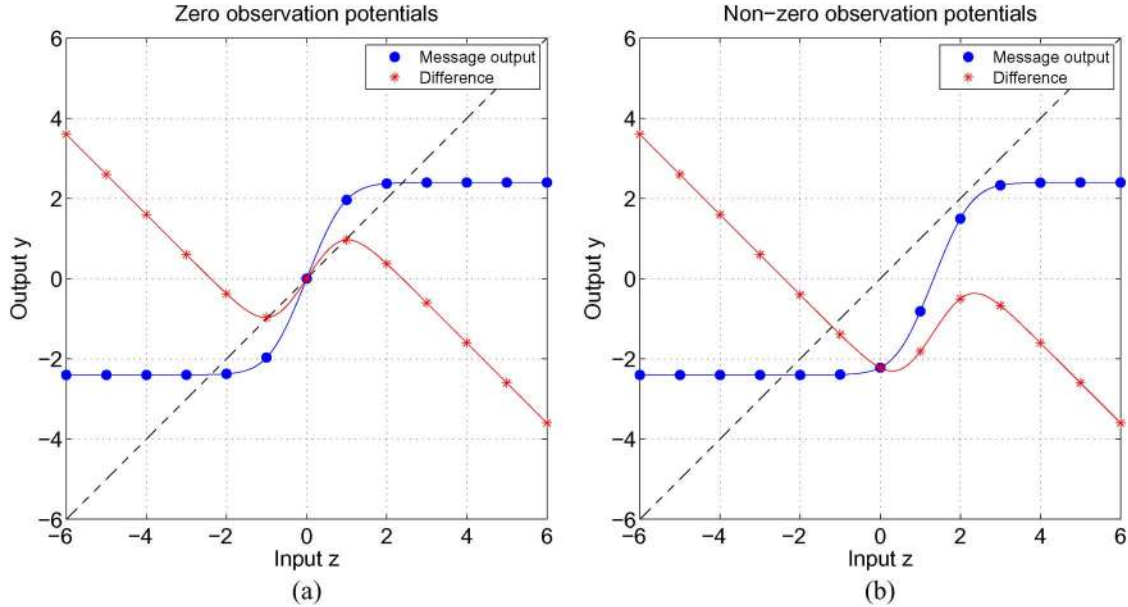 Zero observation potentials
6
4
2
0
−2
−4
−6
Output y
Message output
Difference
−6 −4 −2 0 2 4 6
Input z
(a)
Non−zero observation potentials
6
4
2
0
−2
−4
−6
Output y
Message output
Difference
−6 −4 −2 0 2 4 6
Input z
(b)